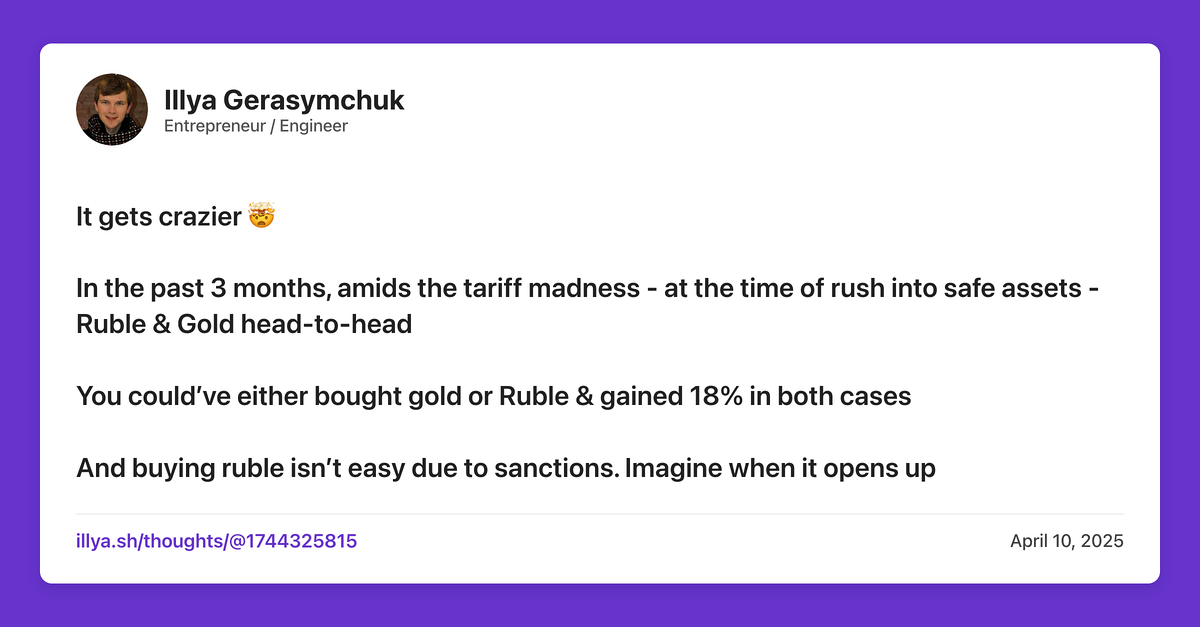 Illya Gerasymchuk
Entrepreneur / Engineer
It gets crazier 🤯
In the past 3 months, amids the tariff madness - at the time of rush into safe assets -
Ruble & Gold head-to-head
You could’ve either bought gold or Ruble & gained 18% in both cases
And buying ruble isn’t easy due to sanctions. Imagine when it opens up
illya.sh/thoughts/@1744325815
April 10, 2025